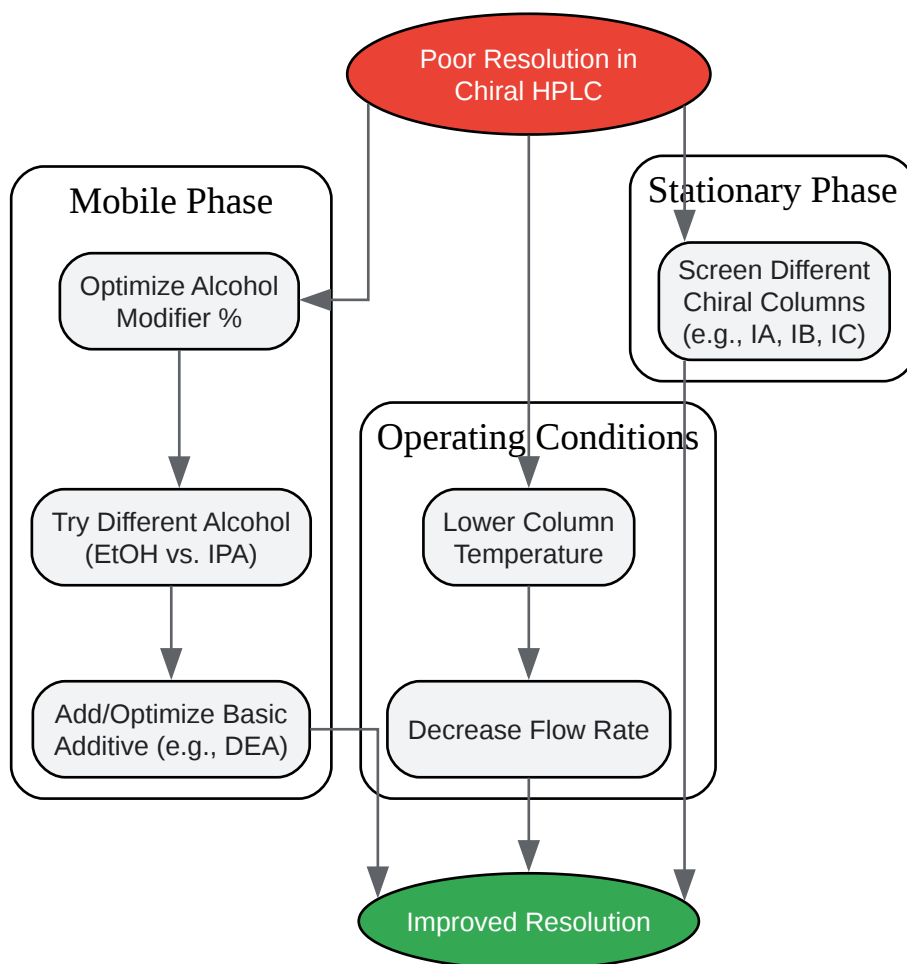 Poor Resolution in
Chiral HPLC
Mobile Phase
Optimize Alcohol
Modifier %
Try Different Alcohol
(EtOH vs. IPA)
Add/Optimize Basic
Additive (e.g., DEA)
Operating Conditions
Lower Column
Temperature
Decrease Flow Rate
Stationary Phase
Screen Different
Chiral Columns
(e.g., IA, IB, IC)
Improved Resolution